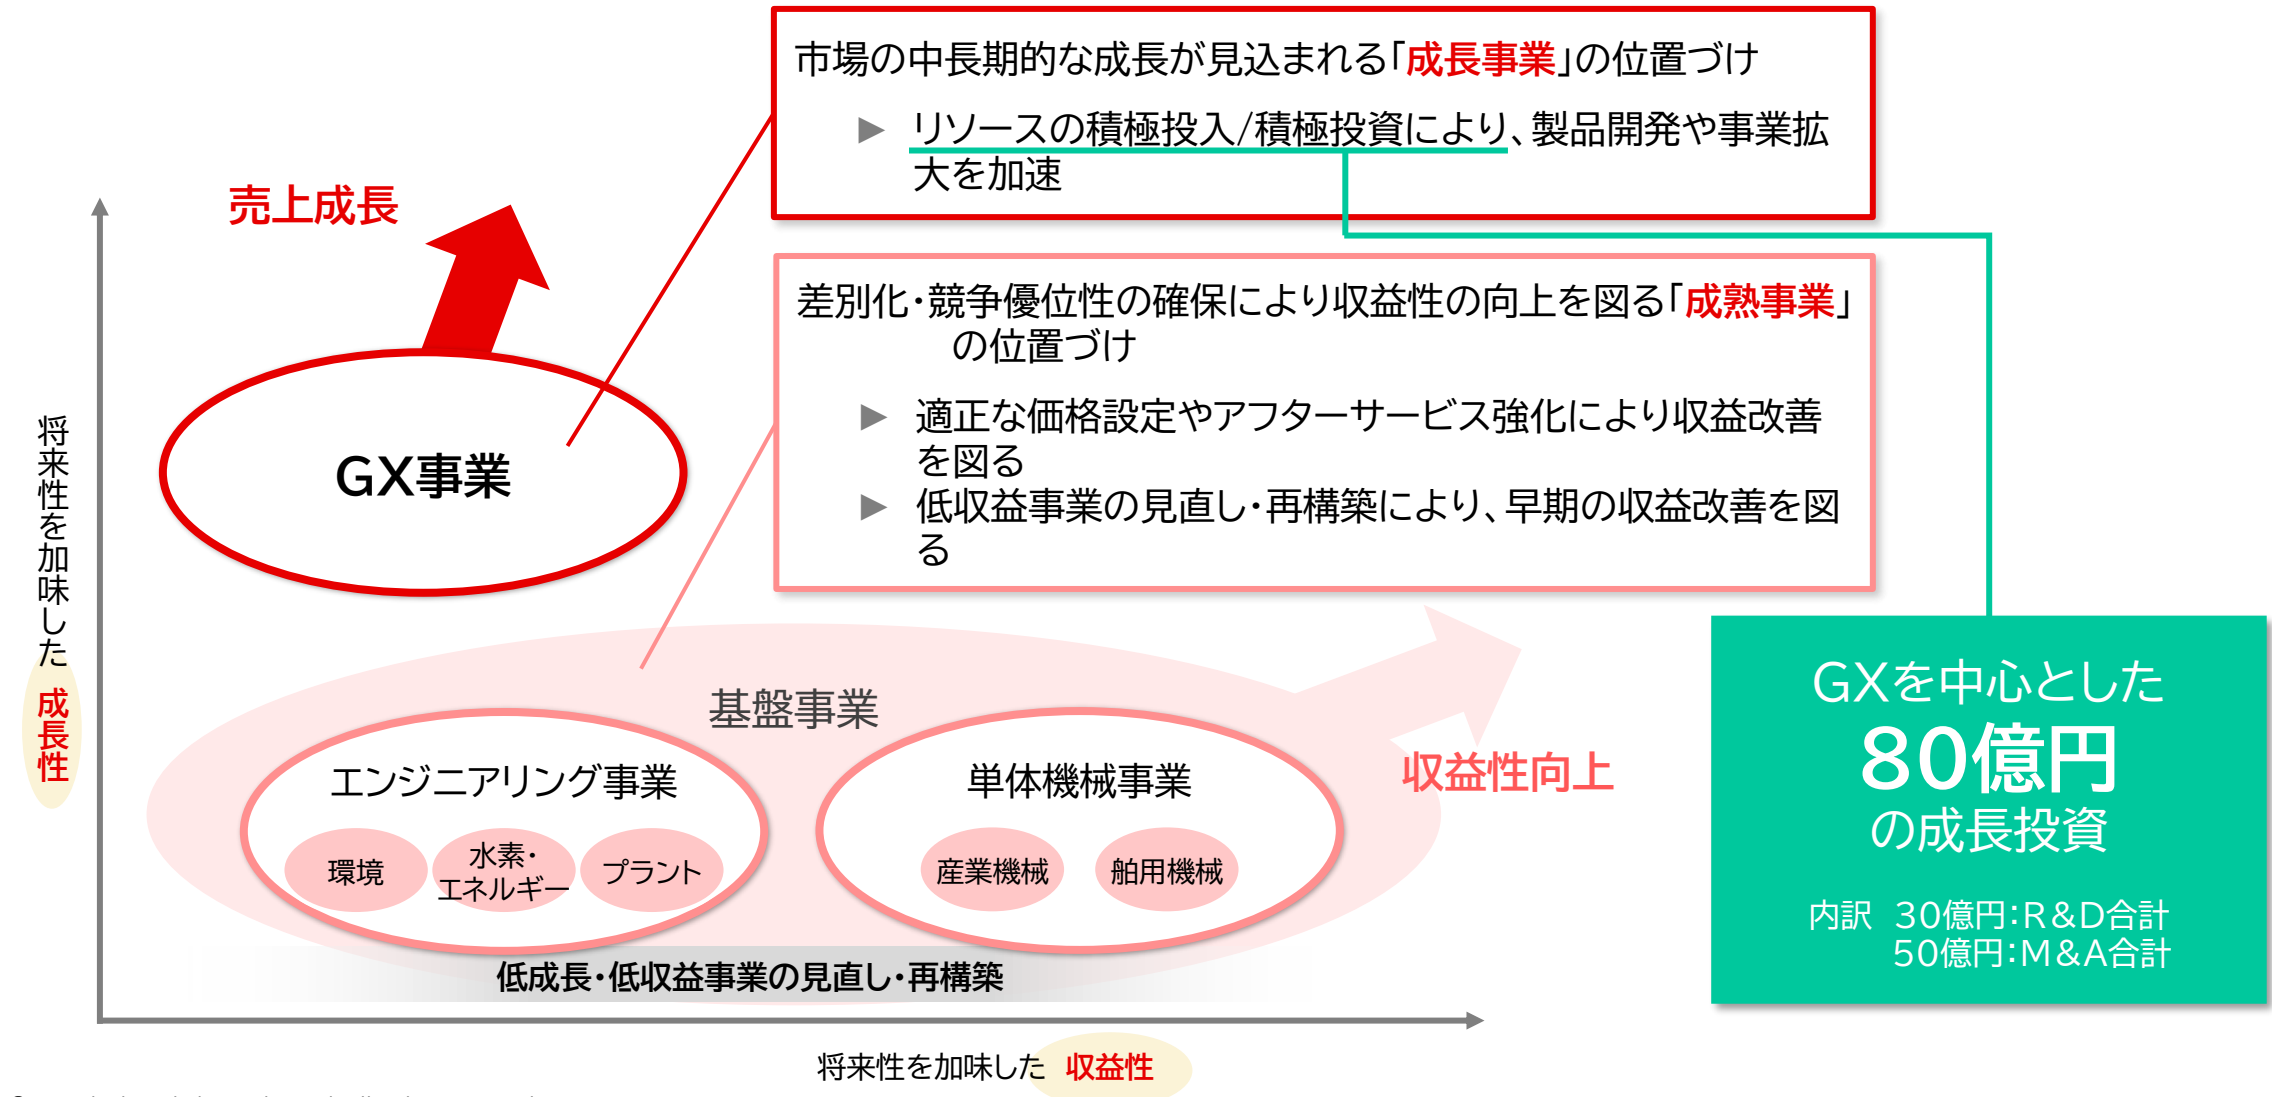 市場の中長期的な成長が見込まれる「成長事業」の位置づけ
▶ リソースの積極投入/積極投資により、製品開発や事業拡
大を加速
売上成長
差別化・競争優位性の確保により収益性の向上を図る「成熟事業」
の位置づけ
▶ 適正な価格設定やアフターサービス強化により収益改善
を図る
▶ 低収益事業の見直し・再構築により、早期の収益改善を図
る
将来性を加味した 成長性
GX事業
基盤事業
エンジニアリング事業
環境
水素・
エネルギー
プラント
単体機械事業
産業機械
舶用機械
収益性向上
低成長・低収益事業の見直し・再構築
将来性を加味した 収益性
GXを中心とした
80億円
の成長投資
内訳 30億円:R&D合計
50億円:M&A合計